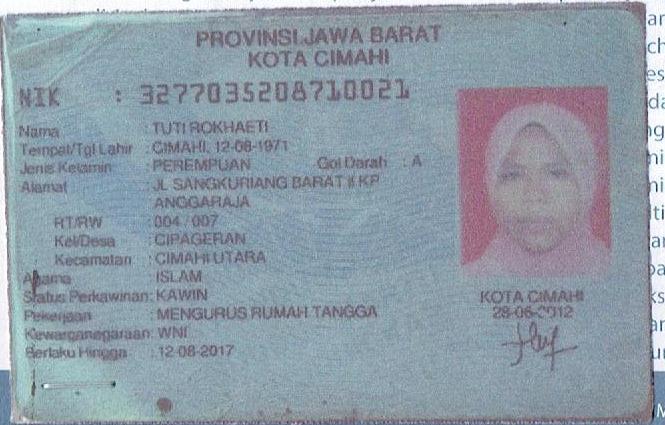 PROVINSI JAWA BARAT
KOTA CIMAHI
NIK : 3277035208710021
Nama : TUTI ROKHAETI
Tempat/Tgl Lahir : CIMAHI, 12-08-1971
Jenis Kelamin : PEREMPUAN Gol Darah : A
Alamat : JL SANGKURIANG BARAT II KP
ANGGARAJA
RT/RW : 004 / 007
Kel/Desa : CIPAGERAN
Kecamatan : CIMAHI UTARA
Agama : ISLAM
Status Perkawinan: KAWIN
Pekerjaan : MENGURUS RUMAH TANGGA
Kewarganegaraan: WNI
Berlaku Hingga : 12-08-2017
KOTA CIMAHI
28-06-2012